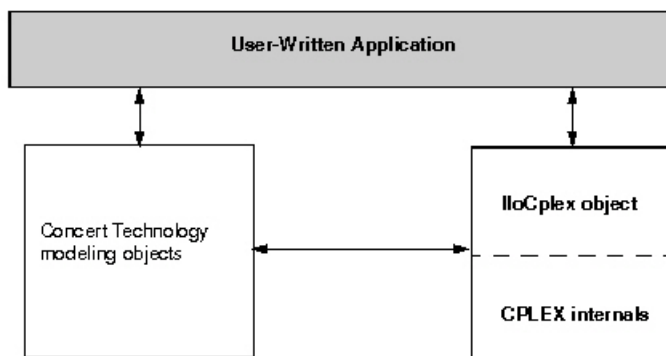 User-Written Application
Concert Technology
modeling objects
IloCplex object
CPLEX internals